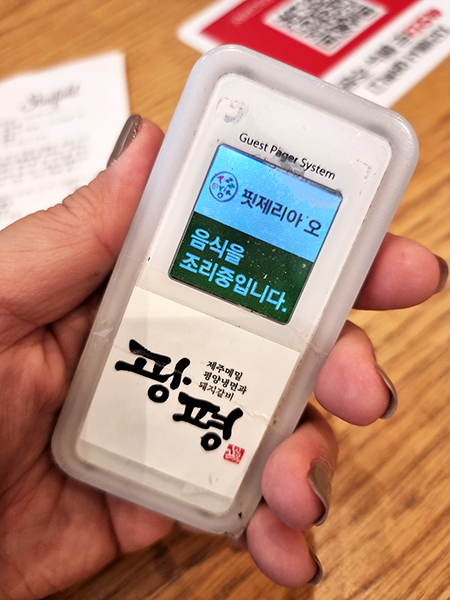 Guest Pager System
핏제리아'오
음식을
조리중입니다.
광평
제주메밀
평양냉면과
돼지갈비